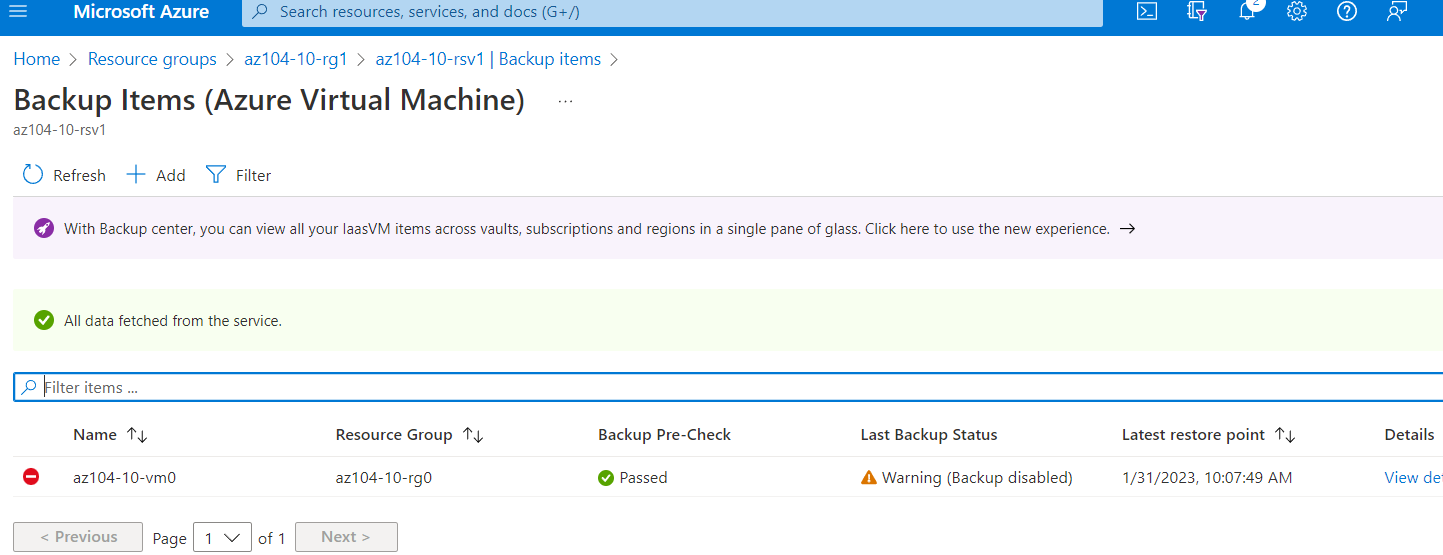 Microsoft Azure
Search resources, services, and docs (G+/)
2
Home > Resource groups > az104-10-rg1 > az104-10-rsv1 | Backup items >
Backup Items (Azure Virtual Machine) ...
az104-10-rsv1
Refresh + Add Filter
With Backup center, you can view all your IaasVM items across vaults, subscriptions and regions in a single pane of glass. Click here to use the new experience. →
All data fetched from the service.
Filter items ...
Name ↑↓ Resource Group ↑↓ Backup Pre-Check Last Backup Status Latest restore point ↑↓ Details
az104-10-vm0 az104-10-rg0 Passed Warning (Backup disabled) 1/31/2023, 10:07:49 AM View det
< Previous Page 1 of 1 Next >